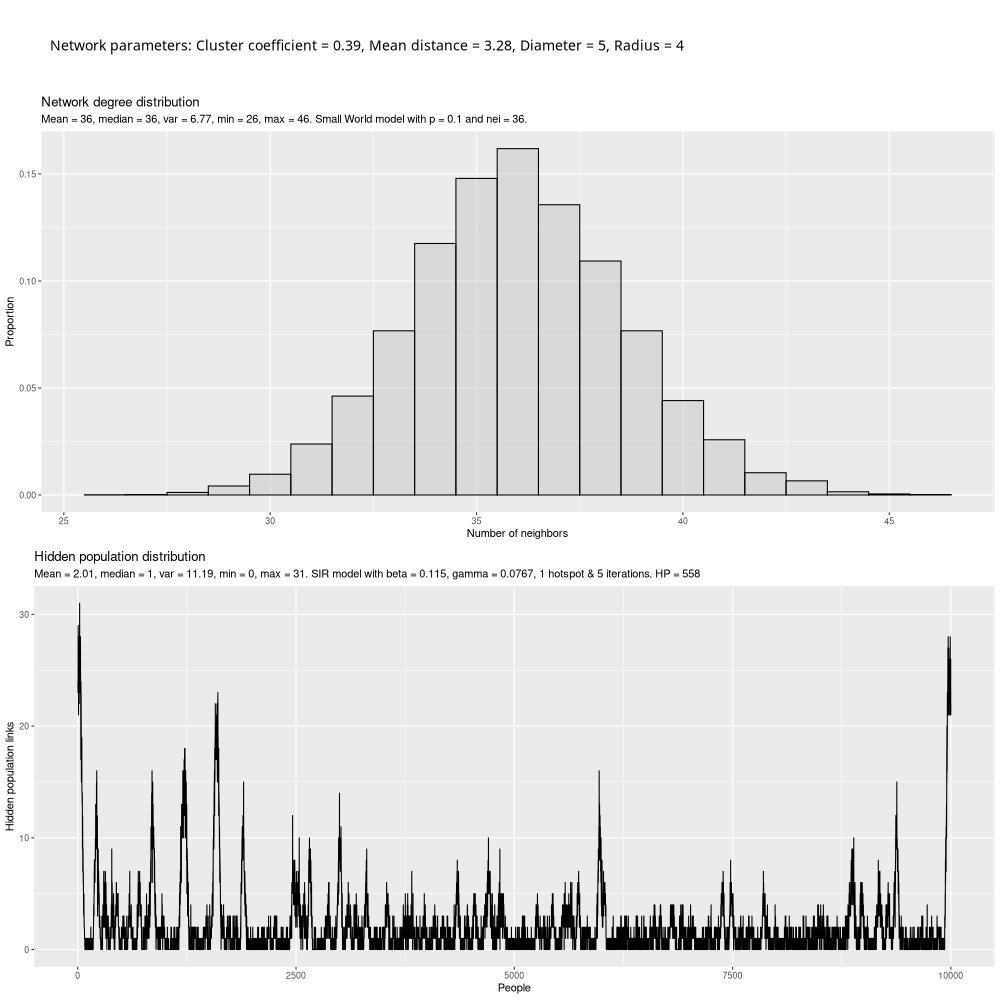 Network parameters: Cluster coefficient = 0.39, Mean distance = 3.28, Diameter = 5, Radius = 4
Network degree distribution
Mean = 36, median = 36, var = 6.77, min = 26, max = 46. Small World model with p = 0.1 and nei = 36.
Proportion
0.15
0.10
0.05
0.00
25 30 35 40 45
Number of neighbors
Hidden population distribution
Mean = 2.01, median = 1, var = 11.19, min = 0, max = 31. SIR model with beta = 0.115, gamma = 0.0767, 1 hotspot & 5 iterations. HP = 558
Hidden population links
30
20
10
0
0 2500 5000 7500 10000
People